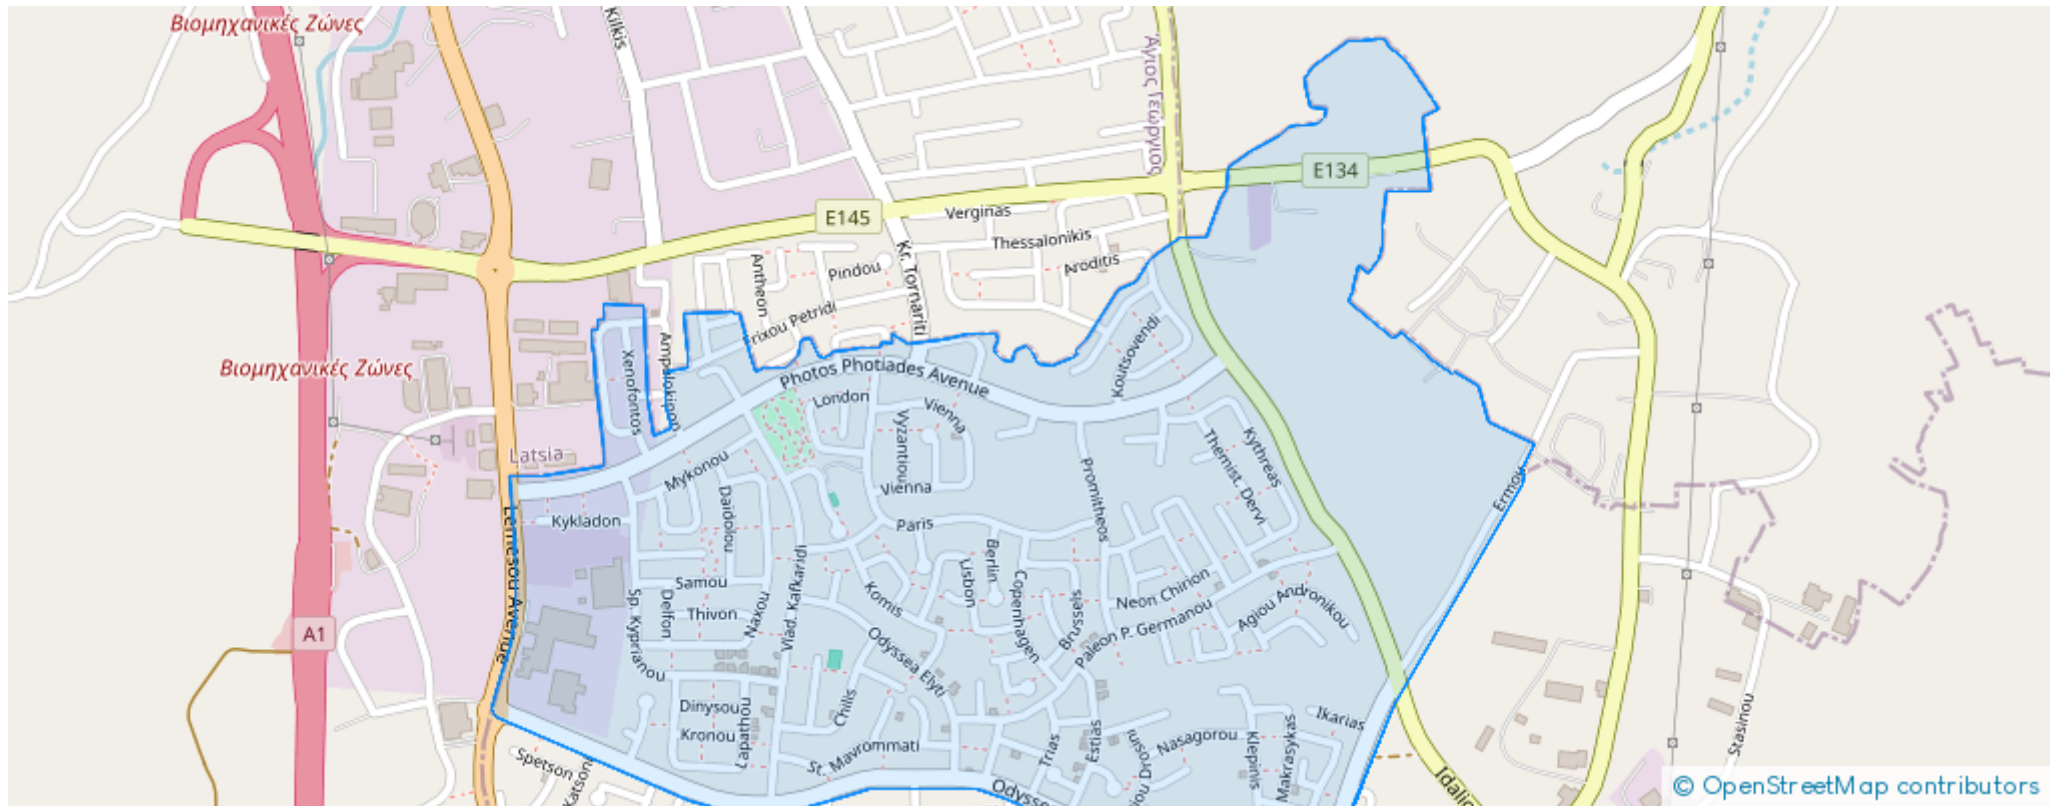 Βιομηχανικές Ζώνες
Kilkis
Άγιος Γεώργιος
E134
E145
Verginas
Thessalonikis
Kr. Tornariti
Antheon
Pindou
Aroditis
Frixou Petridi
Koutsovendi
Βιομηχανικές Ζώνες
Xenofontos
Ampelokipon
Photos Photiades Avenue
London
Vienna
Vyzantiou
Kythreas
Themist. Dervi
Latsia
Mykonou
Daidolou
Vienna
Promitheos
Ermou
Kykladon
Paris
Lemesou Avenue
Berlin
Lisbon
Copenhagen
Brussels
Samou
Vlad. Kafkaridi
Komis
Neon Chirion
Sp. Kyprianou
Delfon
Thivon
Naxou
Paleon P. Germanou
Agiou Andronikou
A1
Odyssea Elyti
Dinysou
Lapathou
Chilis
Ikarias
Kronou
Trias
Estias
Nasagorou
Klepinis
Makrasykas
Stasinou
Spetson
St. Mavrommati
Katsoni
© OpenStreetMap contributors